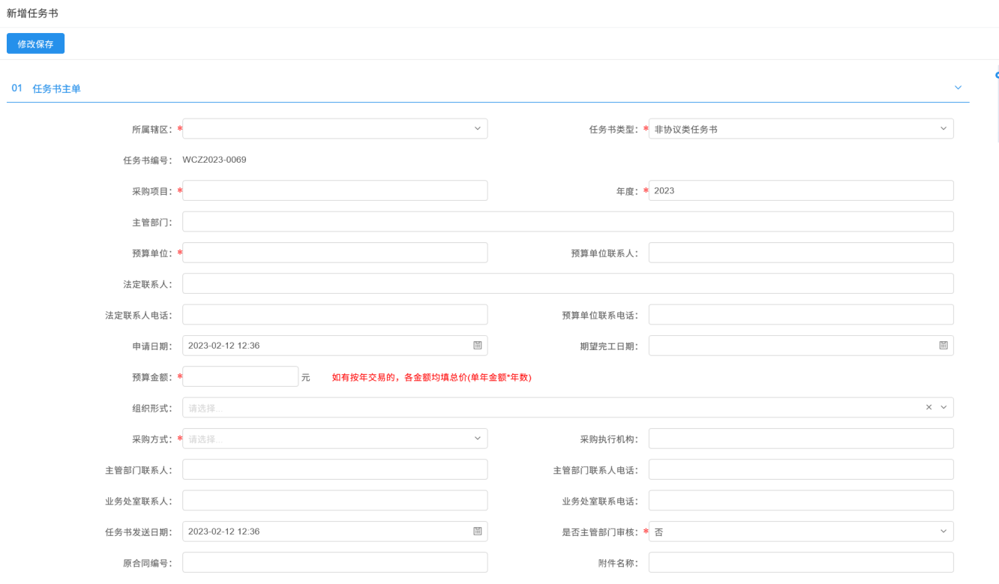 新增任务书
修改保存
01 任务书主单
所属辖区：* 任务书类型：* 非协议类任务书
任务书编号： WCZ2023-0069
采购项目：* 年度：* 2023
主管部门：
预算单位：* 预算单位联系人：
法定联系人：
法定联系人电话： 预算单位联系电话：
申请日期： 2023-02-12 12:36 期望完工日期：
预算金额：* 元 如有按年交易的，各金额均填总价(单年金额*年数)
组织形式： 请选择...
采购方式：* 请选择... 采购执行机构：
主管部门联系人： 主管部门联系人电话：
业务处室联系人： 业务处室联系电话：
任务书发送日期： 2023-02-12 12:36 是否主管部门审核：* 否
原合同编号： 附件名称：